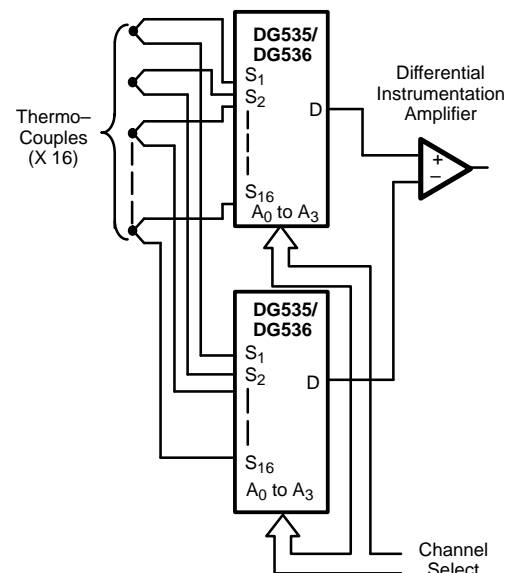 Thermo–
Couples
(X 16)
DG535/
DG536
S1
S2
S16
A0 to A3
D
Differential
Instrumentation
Amplifier
+
–
DG535/
DG536
S1
S2
S16
A0 to A3
D
Channel
Select